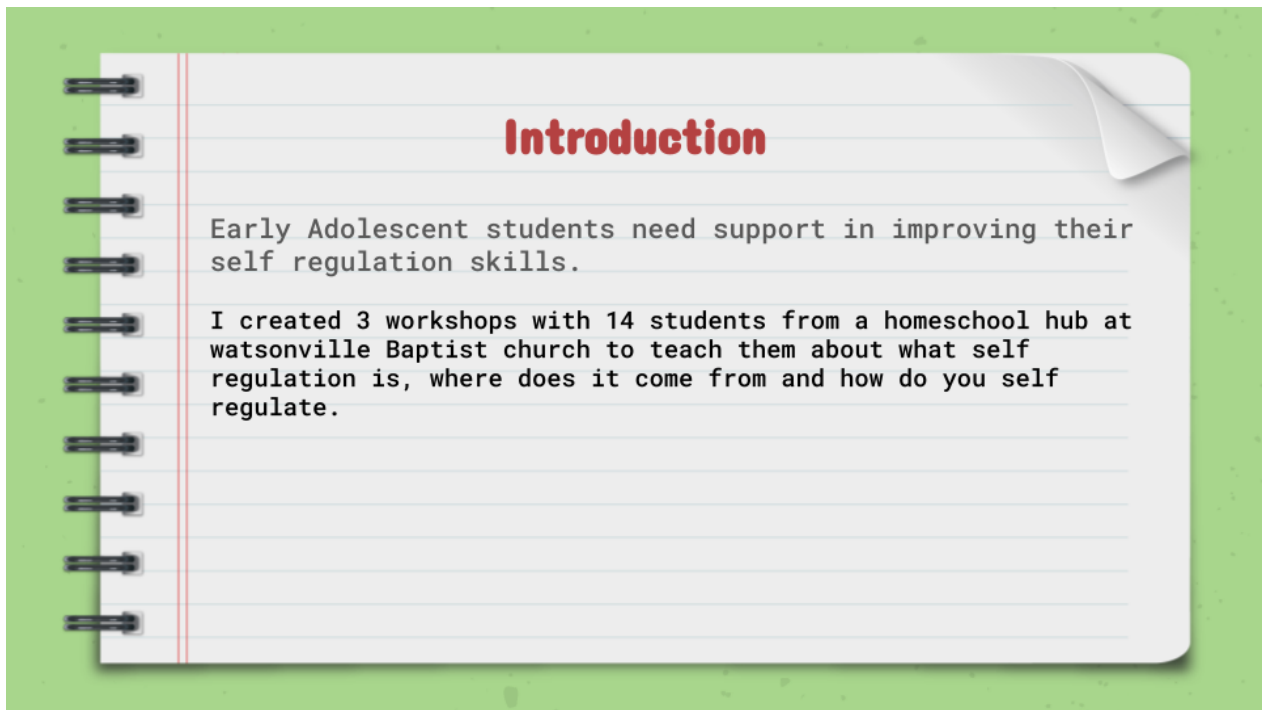 Introduction
Early Adolescent students need support in improving their
self regulation skills.
I created 3 workshops with 14 students from a homeschool hub at
watsonville Baptist church to teach them about what self
regulation is, where does it come from and how do you self
regulate.